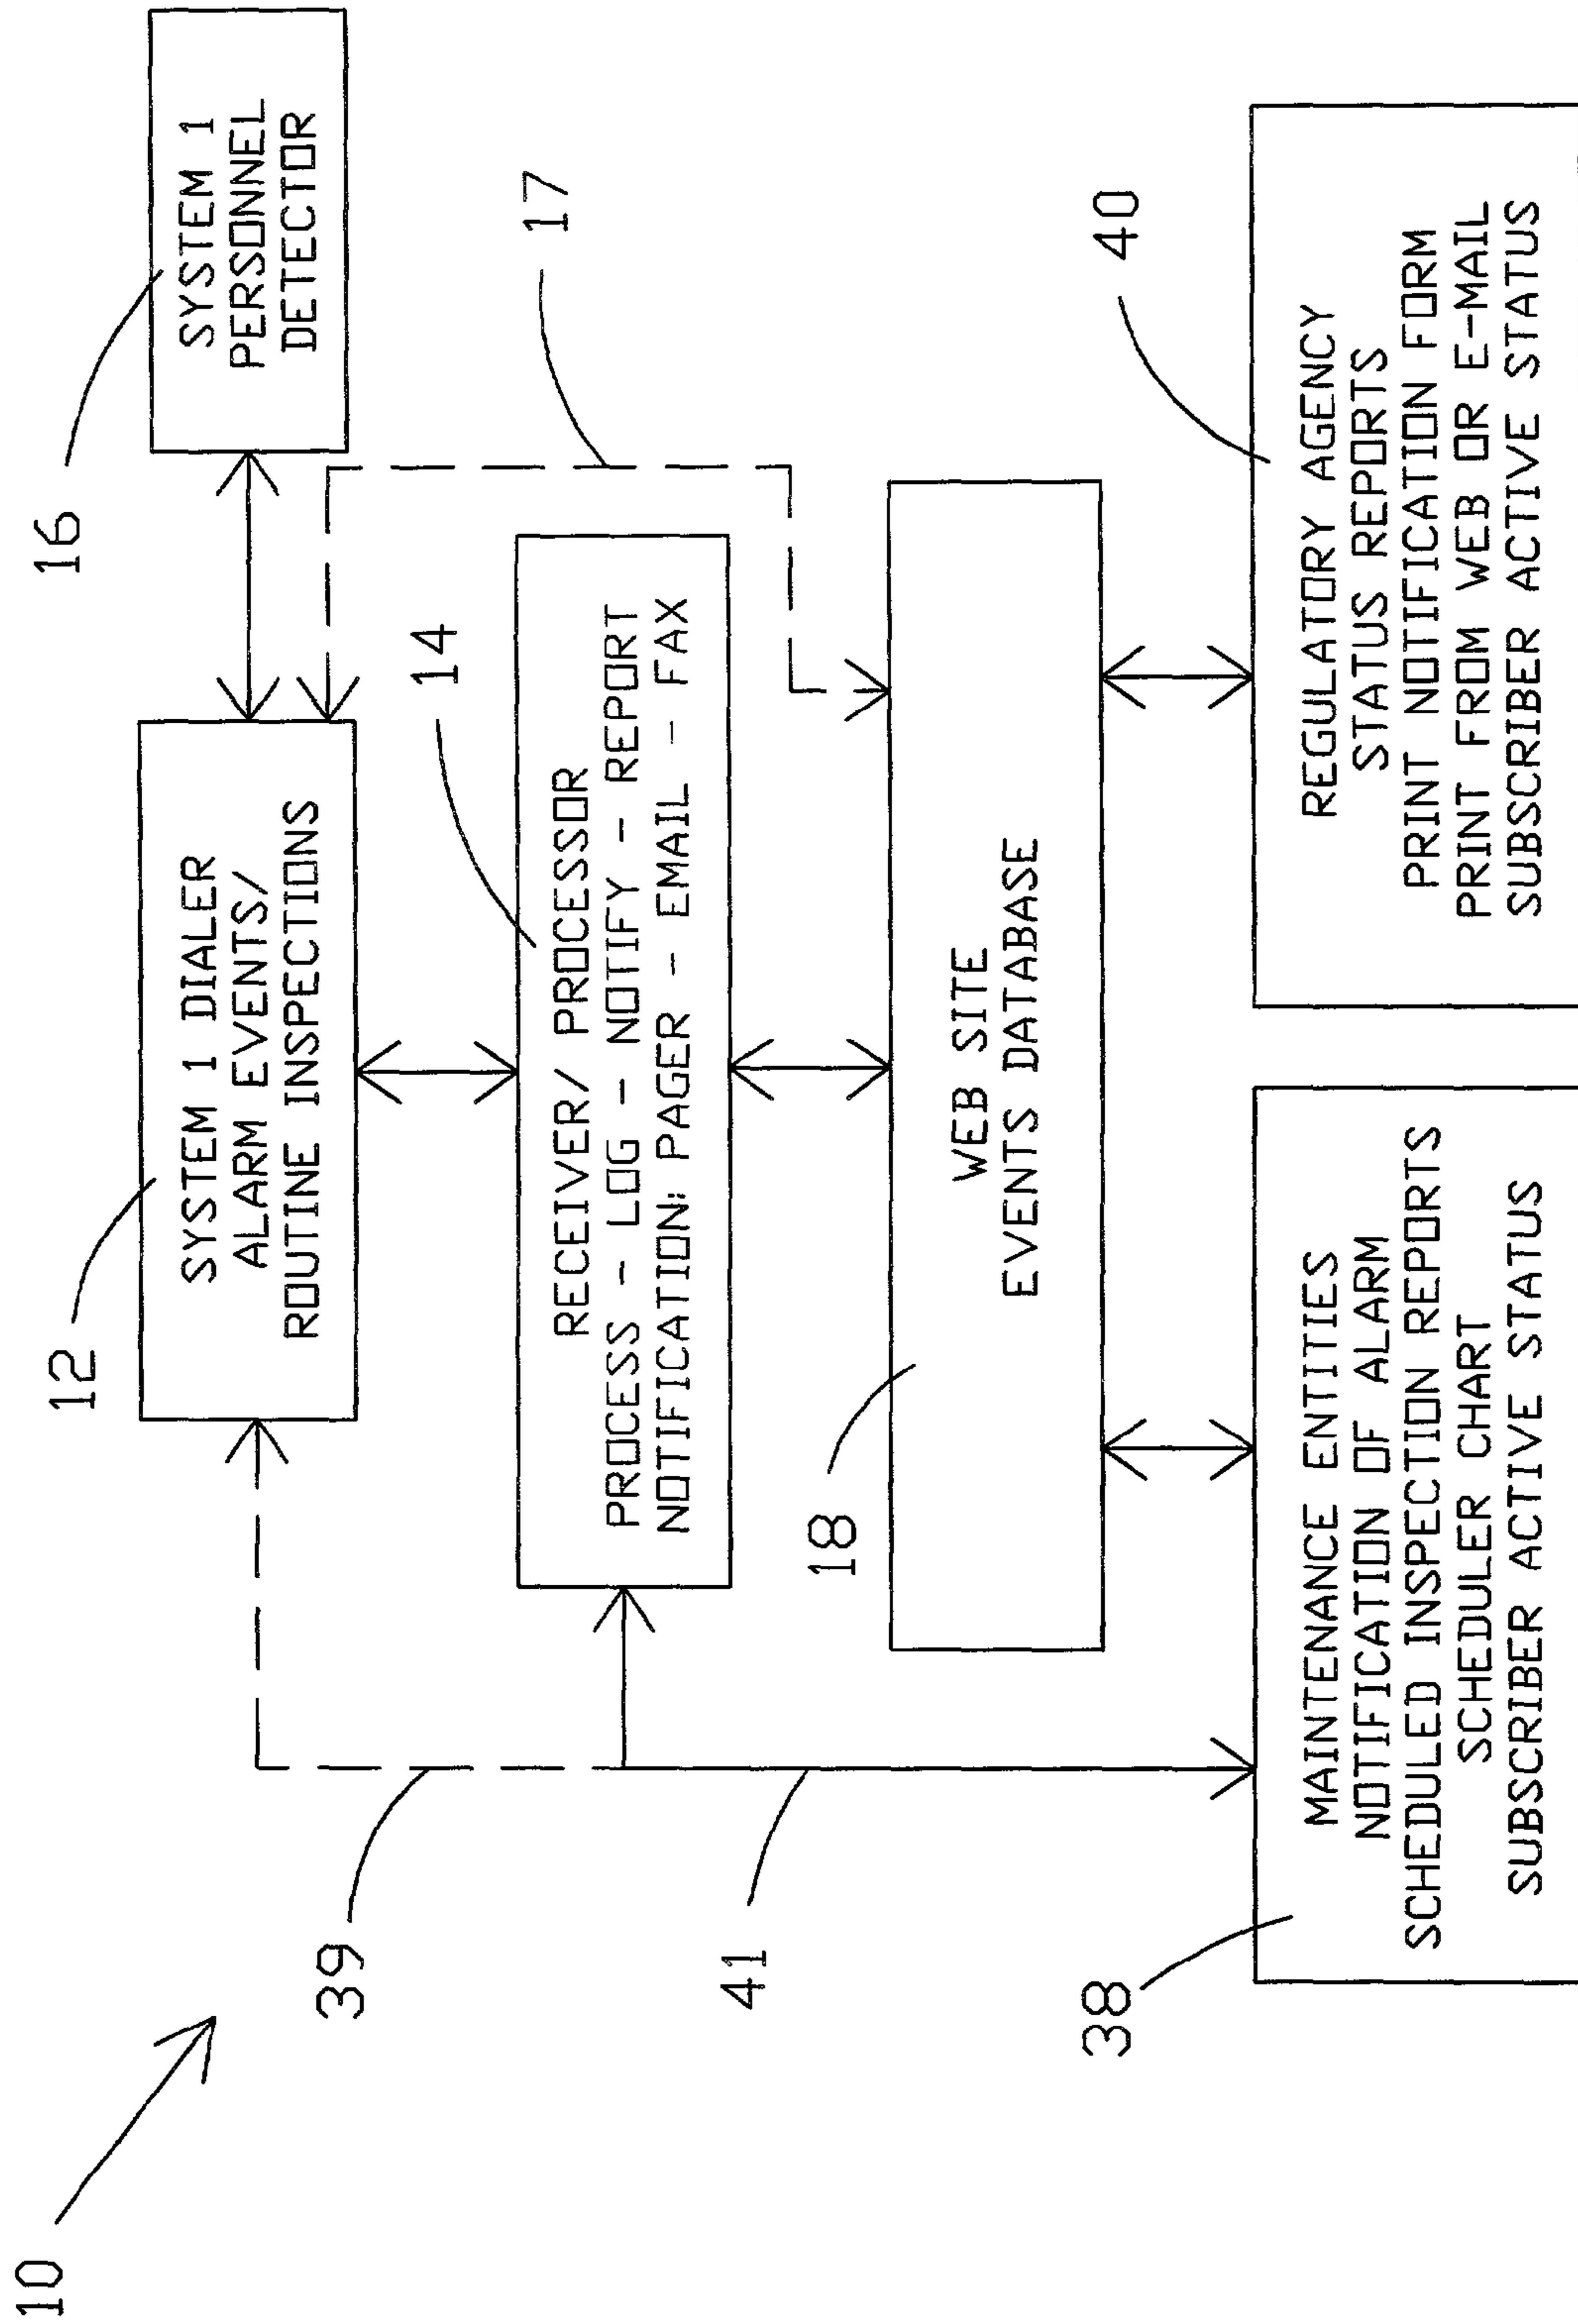 10
12
SYSTEM 1 DIALER
ALARM EVENTS/
ROUTINE INSPECTIONS
16
SYSTEM 1
PERSONNEL
DETECTOR
39
14
17
RECEIVER/ PROCESSOR
PROCESS - LOG - NOTIFY - REPORT
NOTIFICATION: PAGER - EMAIL - FAX
41
18
WEB SITE
EVENTS DATABASE
38
MAINTENANCE ENTITIES
NOTIFICATION OF ALARM
SCHEDULED INSPECTION REPORTS
SCHEDULER CHART
SUBSCRIBER ACTIVE STATUS
40
REGULATORY AGENCY
STATUS REPORTS
PRINT NOTIFICATION FORM
PRINT FROM WEB OR E-MAIL
SUBSCRIBER ACTIVE STATUS